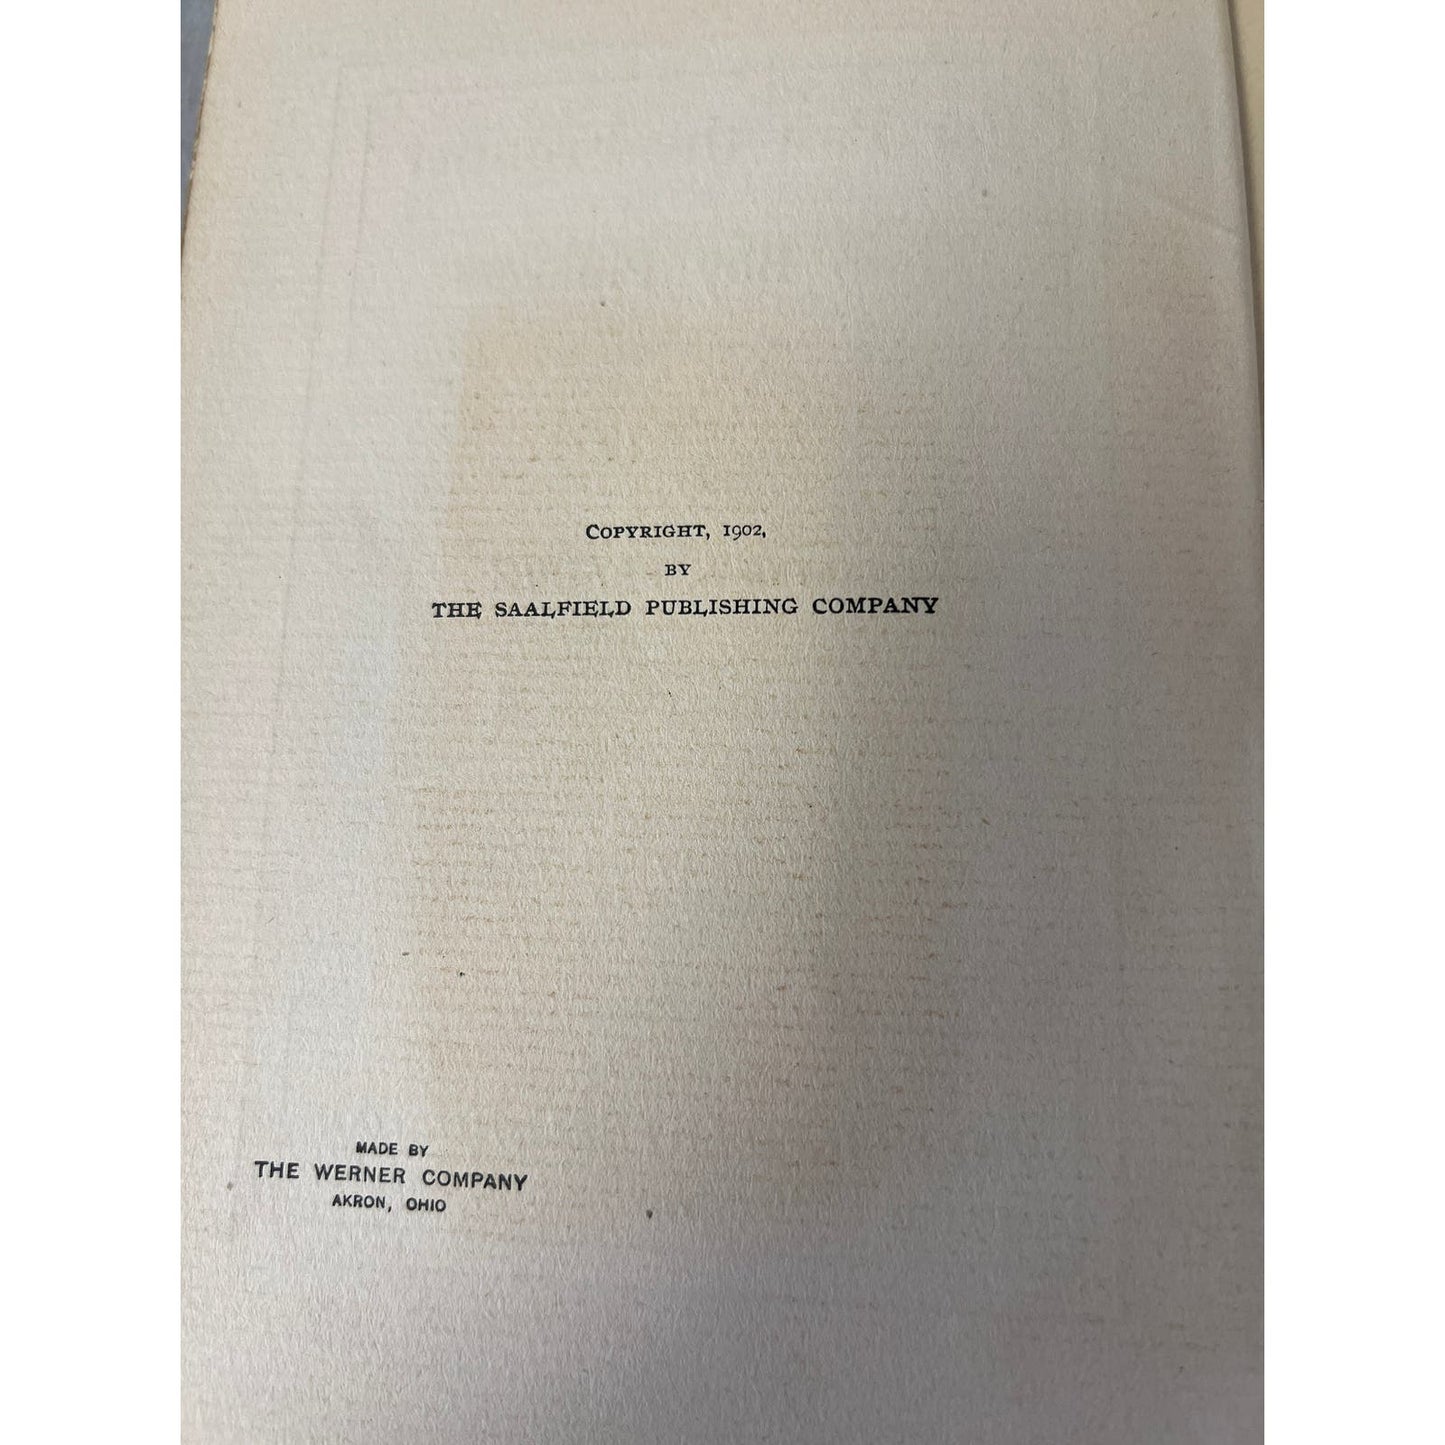 COPYRIGHT, 1902,
BY
THE SAALFIELD PUBLISHING COMPANY
MADE BY
THE WERNER COMPANY
AKRON, OHIO